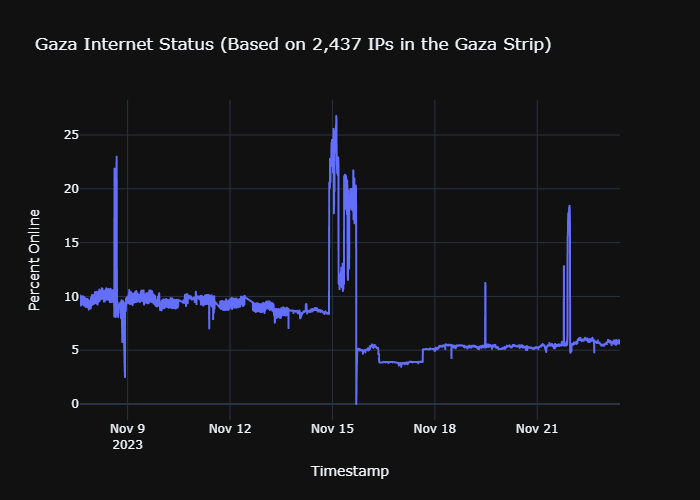 Gaza Internet Status (Based on 2,437 IPs in the Gaza Strip)
Percent Online
25
20
15
10
5
0
Nov 9
2023
Nov 12
Nov 15
Nov 18
Nov 21
Timestamp